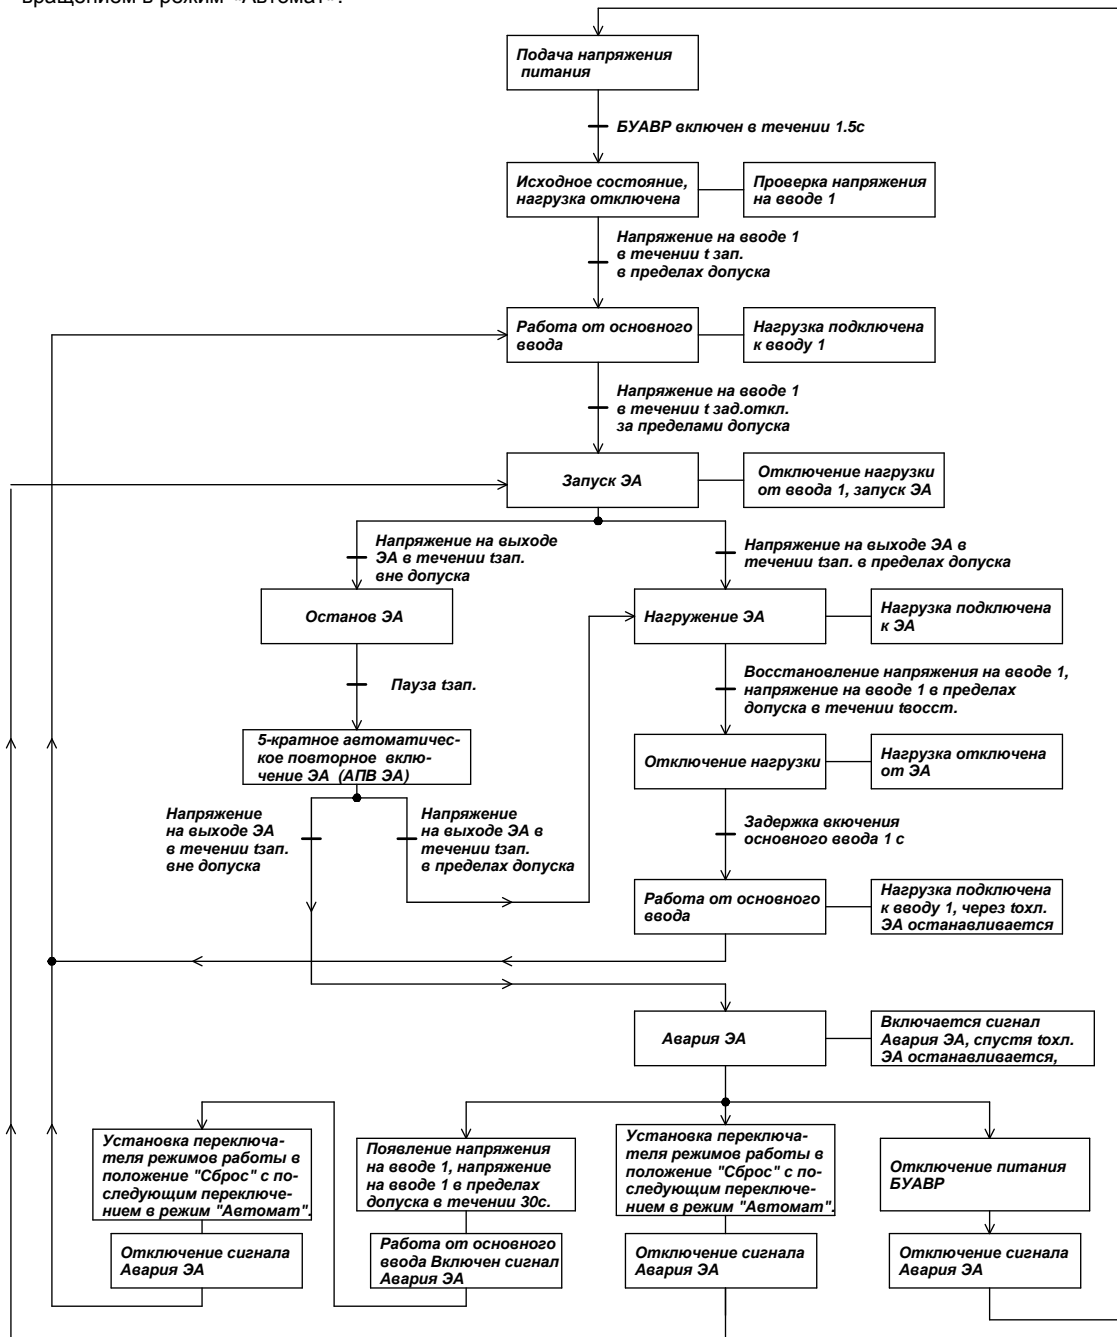 вращением в режим «Автомат».
Подача напряжения
питания
БУАВР включен в течении 1.5с
Исходное состояние,
нагрузка отключена
Проверка напряжения
на вводе 1
Напряжение на вводе 1
в течении t зап.
в пределах допуска
Работа от основного
ввода
Нагрузка подключена
к вводу 1
Напряжение на вводе 1
в течении t зад.откл.
за пределами допуска
Запуск ЭА
Отключение нагрузки
от ввода 1, запуск ЭА
Напряжение на выходе
ЭА в течении tзап.
вне допуска
Напряжение на выходе ЭА в
течении tзап. в пределах допуска
Останов ЭА
Нагружение ЭА
Нагрузка подключена
к ЭА
Пауза tзап.
Восстановление напряжения на вводе 1,
напряжение на вводе 1 в пределах
допуска в течении tвосст.
5-кратное автоматичес-
кое повторное вклю-
чение ЭА (АПВ ЭА)
Отключение нагрузки
Нагрузка отключена
от ЭА
Напряжение
на выходе ЭА
в течении tзап.
вне допуска
Напряжение
на выходе ЭА в
течении tзап.
в пределах допуска
Задержка вкючения
основного ввода 1 с
Работа от основного
ввода
Нагрузка подключена
к вводу 1, через tохл.
ЭА останавливается
Авария ЭА
Включается сигнал
Авария ЭА, спустя tохл.
ЭА останавливается,
Установка переключа-
теля режимов работы в
положение "Сброс" с по-
следующим переключе-
нием в режим "Автомат".
Появление напряжения
на вводе 1, напряжение
на вводе 1 в пределах
допуска в течении 30с.
Установка переключа-
теля режимов работы в
положение "Сброс" с по-
следующим переключе-
нием в режим "Автомат".
Отключение питания
БУАВР
Отключение сигнала
Авария ЭА
Работа от основного
ввода Включен сигнал
Авария ЭА
Отключение сигнала
Авария ЭА
Отключение сигнала
Авария ЭА